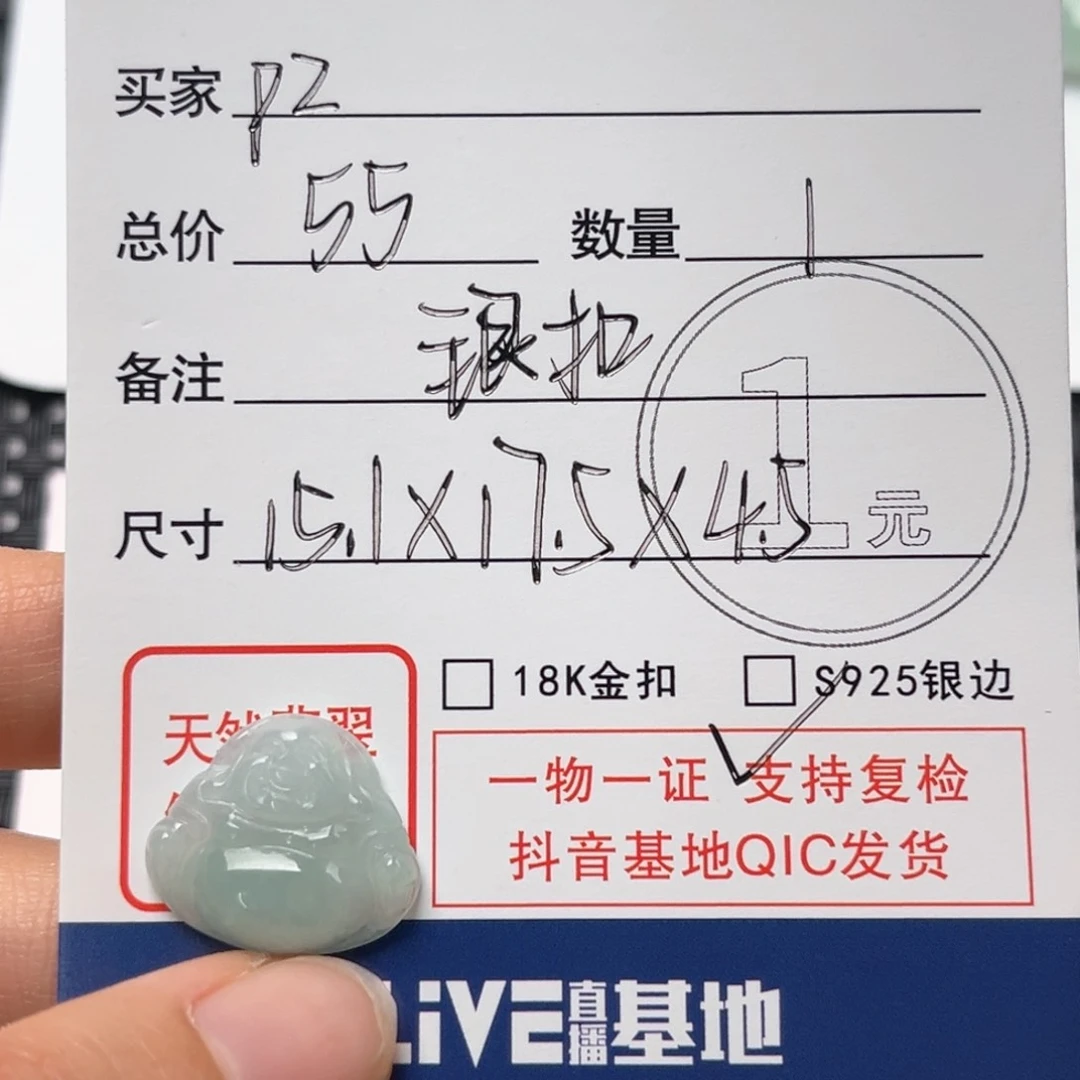 买家 pz
总价 55 数量 1
备注 银扣
1元
尺寸 15.1X17.5X4.5
18K金扣 S925银边
天然翡翠
一物一证 支持复检
抖音基地QIC发货
LiVE直播基地